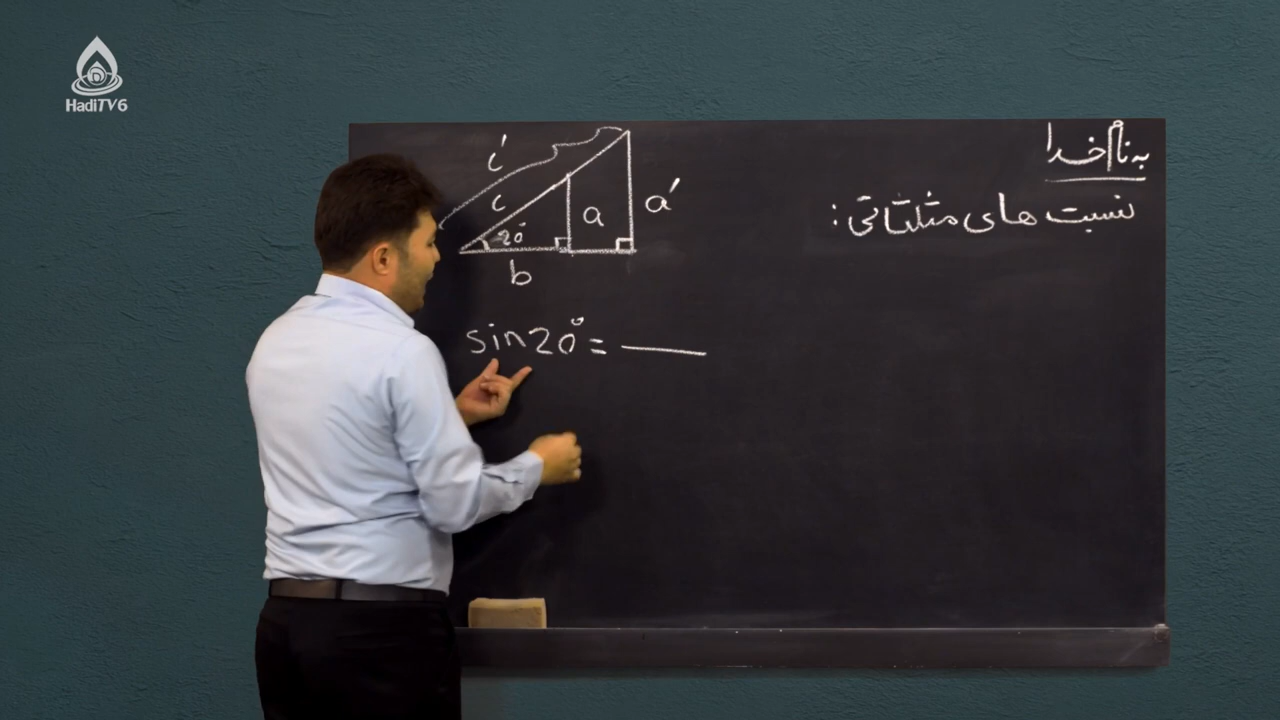 HadiTV6
به نام خدا
نسبت های مثلثاتی:
c'
c
a
a'
20°
b
sin20° =